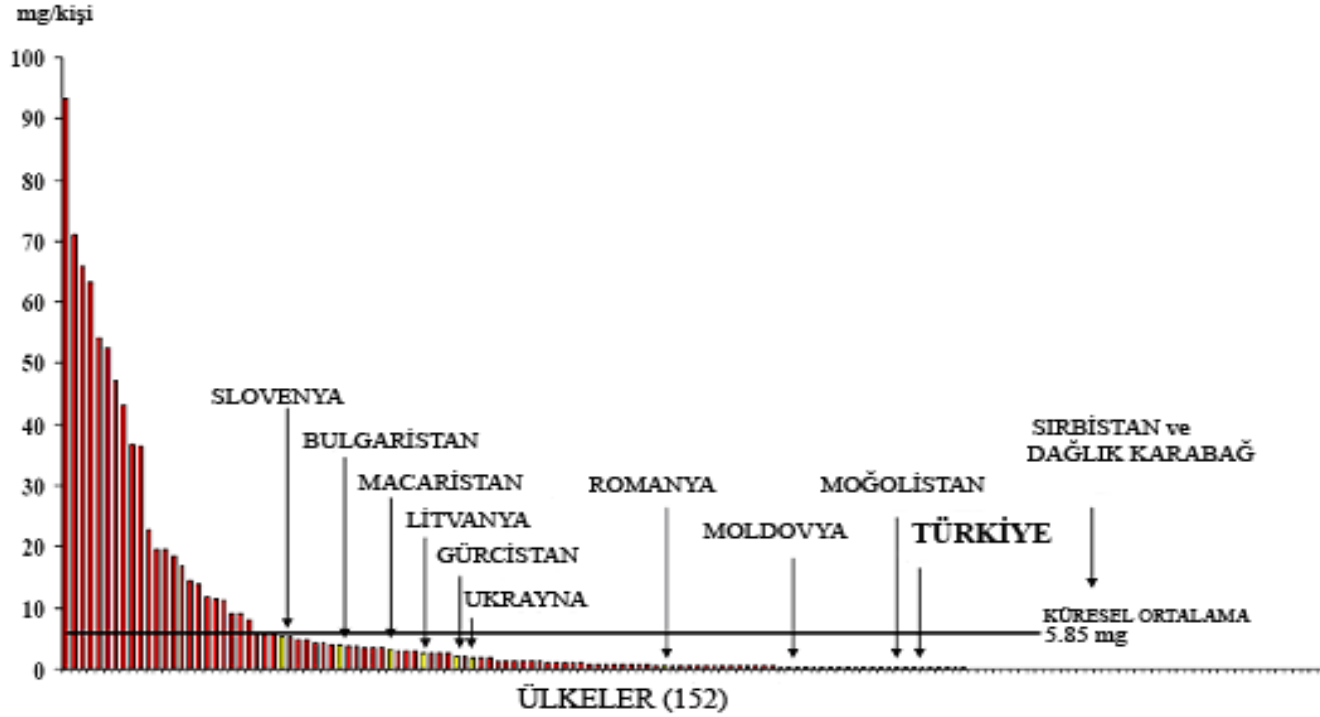 mg/kişi
100
90
80
70
60
50
40
30
20
10
0
SLOVENYA
BULGARİSTAN
MACARİSTAN
LİTVANYA
GÜRCİSTAN
UKRAYNA
ROMANYA
MOLDOVYA
MOĞOLİSTAN
TÜRKİYE
SIRBİSTAN ve
DAĞLIK KARABAĞ
KÜRESEL ORTALAMA
5.85 mg
ÜLKELER (152)